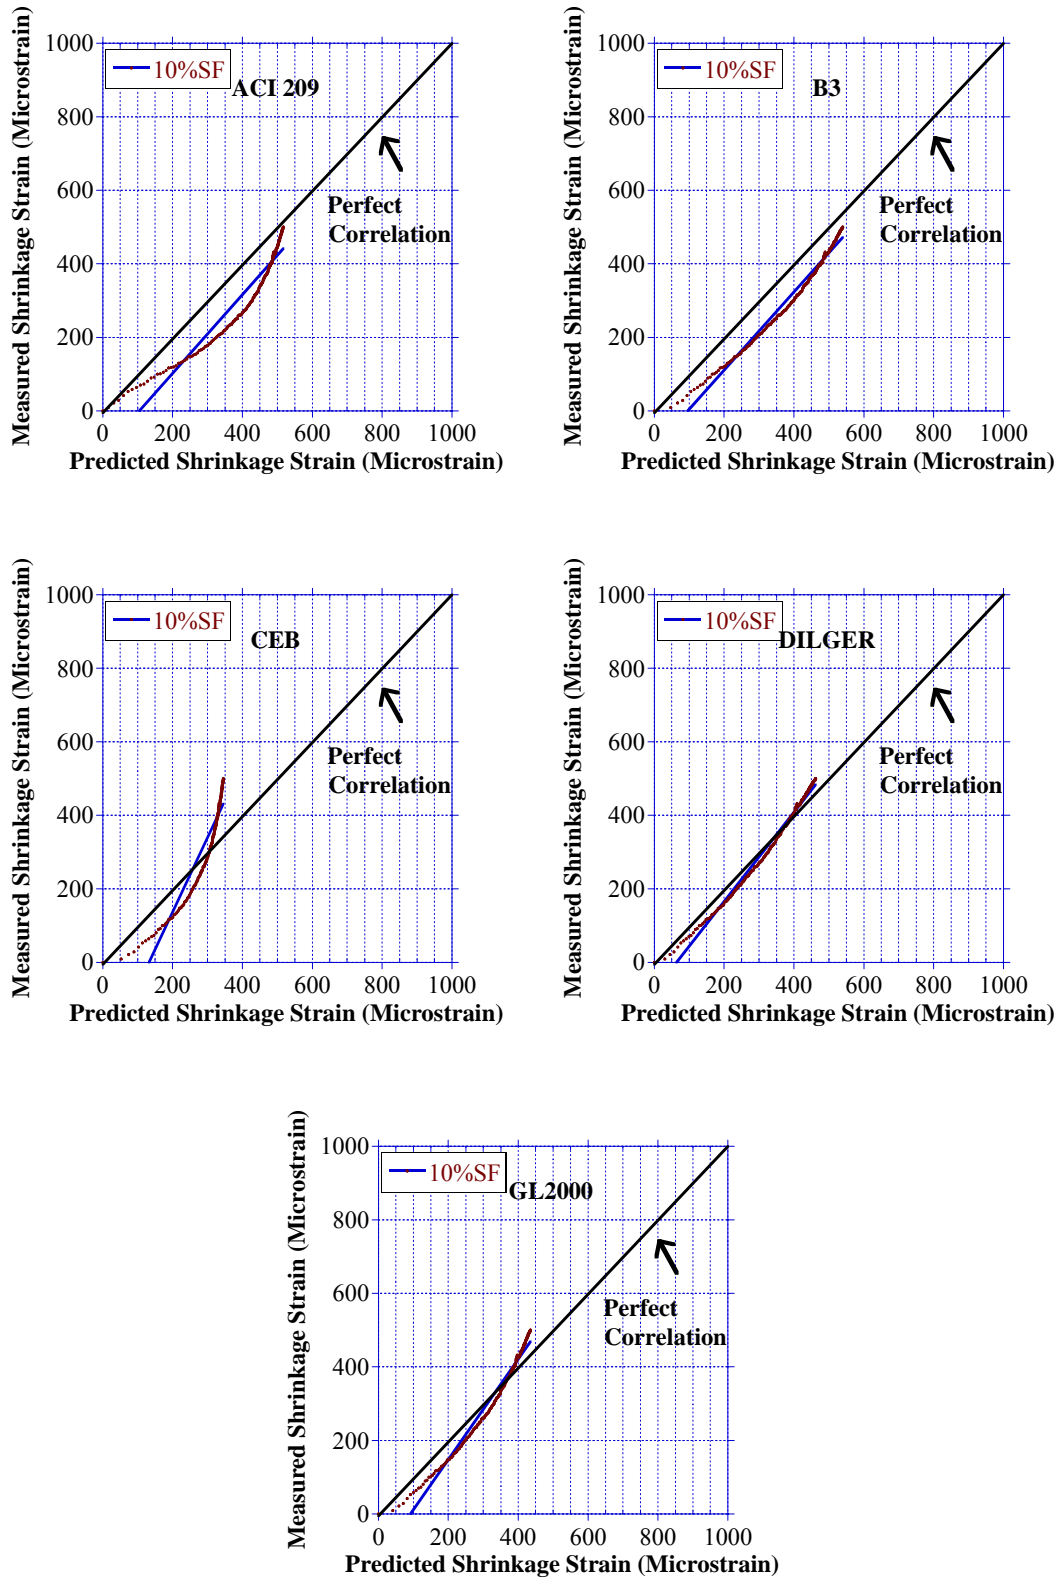 Measured Shrinkage Strain (Microstrain)
1000
800
600
400
200
0
10%SF
ACI 209
Perfect
Correlation
0 200 400 600 800 1000
Predicted Shrinkage Strain (Microstrain)
Measured Shrinkage Strain (Microstrain)
1000
800
600
400
200
0
10%SF
B3
Perfect
Correlation
0 200 400 600 800 1000
Predicted Shrinkage Strain (Microstrain)
Measured Shrinkage Strain (Microstrain)
1000
800
600
400
200
0
10%SF
CEB
Perfect
Correlation
0 200 400 600 800 1000
Predicted Shrinkage Strain (Microstrain)
Measured Shrinkage Strain (Microstrain)
1000
800
600
400
200
0
10%SF
DILGER
Perfect
Correlation
0 200 400 600 800 1000
Predicted Shrinkage Strain (Microstrain)
Measured Shrinkage Strain (Microstrain)
1000
800
600
400
200
0
10%SF
GL2000
Perfect
Correlation
0 200 400 600 800 1000
Predicted Shrinkage Strain (Microstrain)